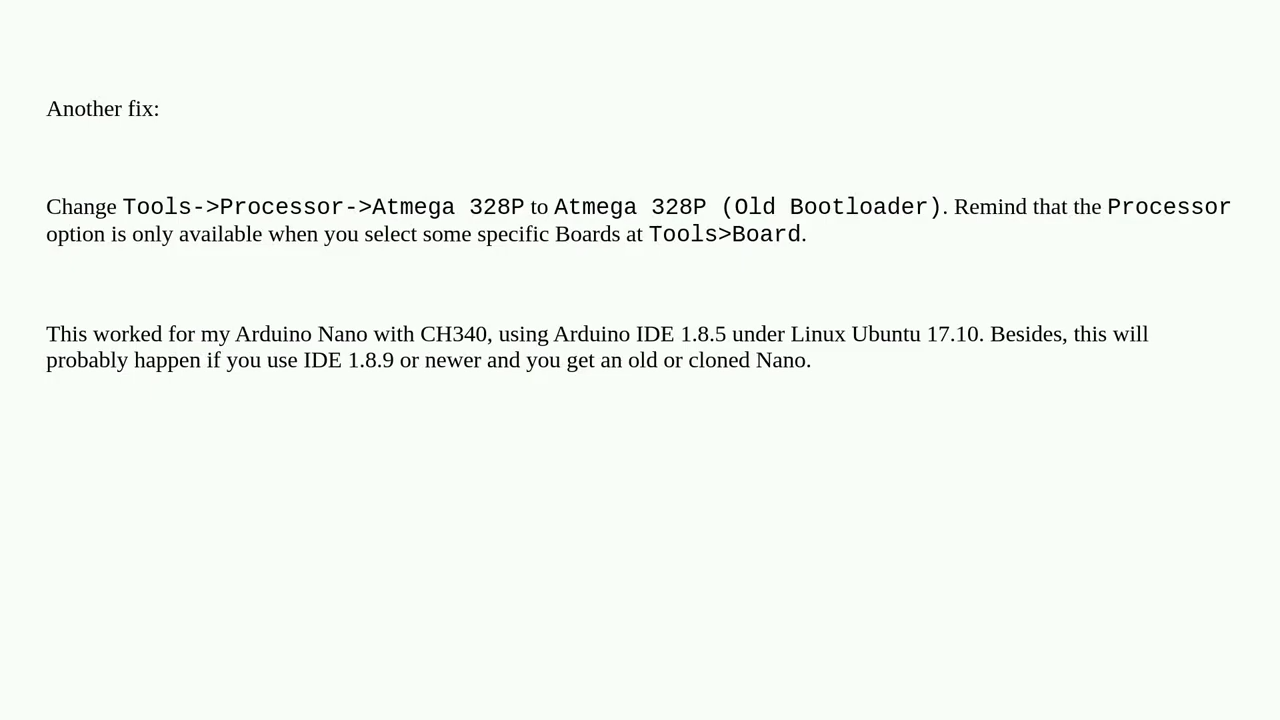 Another fix:
Change Tools->Processor->Atmega 328P to Atmega 328P (Old Bootloader). Remind that the Processor
option is only available when you select some specific Boards at Tools>Board.
This worked for my Arduino Nano with CH340, using Arduino IDE 1.8.5 under Linux Ubuntu 17.10. Besides, this will
probably happen if you use IDE 1.8.9 or newer and you get an old or cloned Nano.